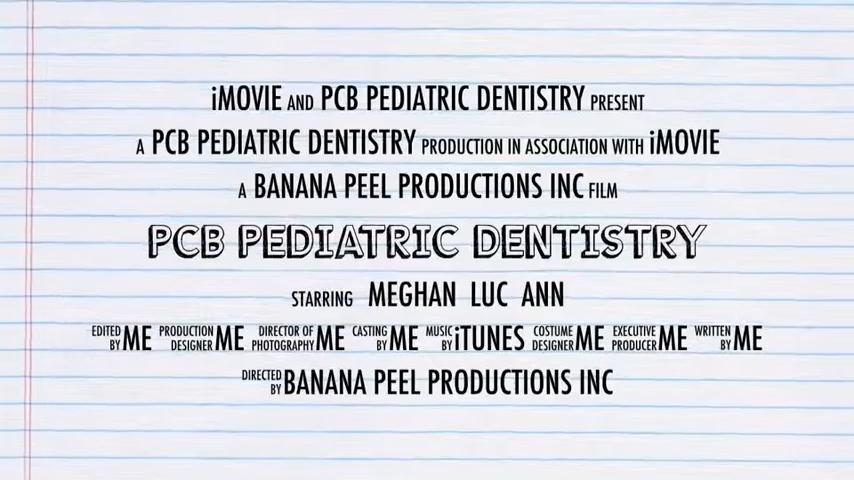 iMOVIE AND PCB PEDIATRIC DENTISTRY PRESENT
A PCB PEDIATRIC DENTISTRY PRODUCTION IN ASSOCIATION WITH iMOVIE
A BANANA PEEL PRODUCTIONS INC FILM
PCB PEDIATRIC DENTISTRY
STARRING MEGHAN LUC ANN
EDITED BY ME PRODUCTION DESIGNER ME DIRECTOR OF PHOTOGRAPHY ME CASTING BY ME MUSIC BY iTUNES COSTUME DESIGNER ME EXECUTIVE PRODUCER ME WRITTEN BY ME
DIRECTED BY BANANA PEEL PRODUCTIONS INC